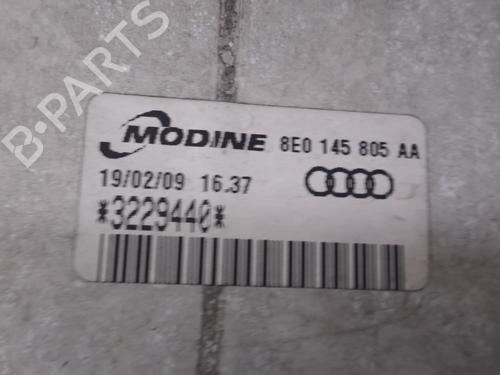 B-PARTS
MODINE 8E0 145 805 AA
19/02/09 16.37
*3229440*